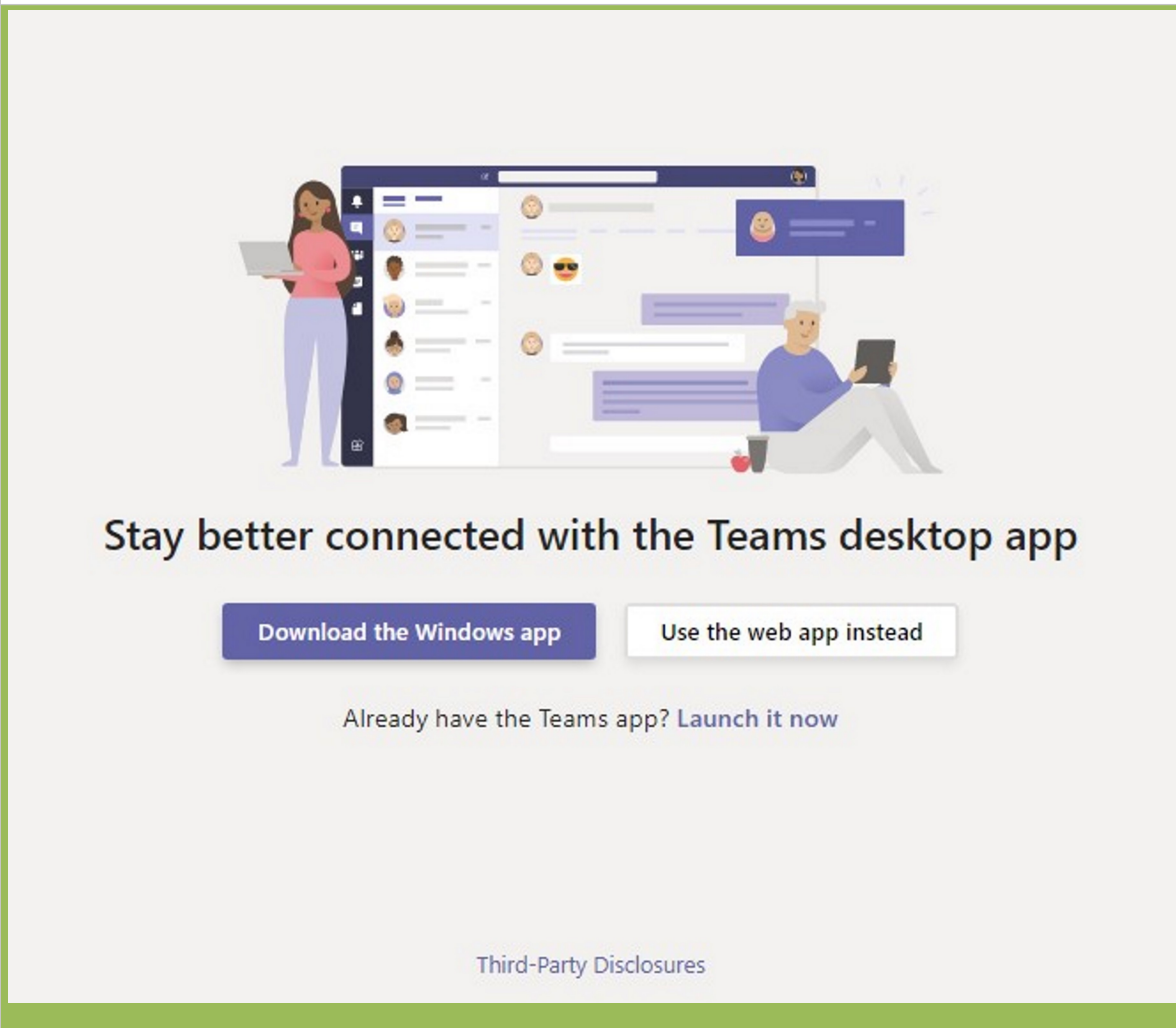 Stay better connected with the Teams desktop app
Download the Windows app
Use the web app instead
Already have the Teams app? Launch it now
Third-Party Disclosures